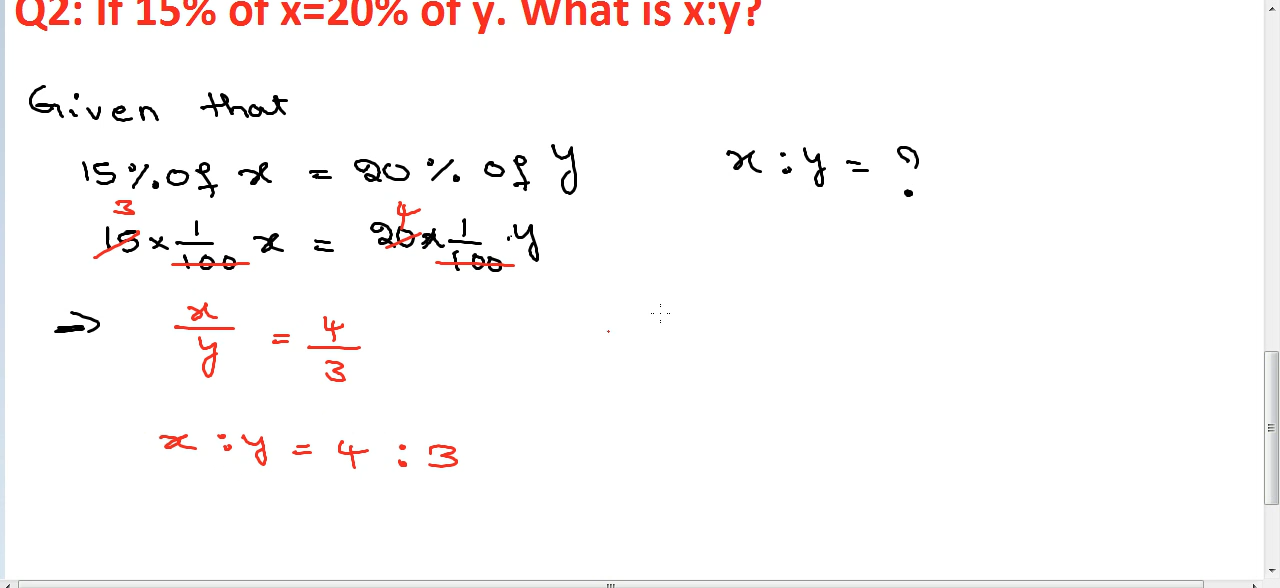 Q2: If 15% of x=20% of y. What is x:y?
Given that
15% of x = 20% of y x : y = ?
3 4
15 × 1/100 x = 20 × 1/100 . y
⇒ x/y = 4/3
x : y = 4 : 3